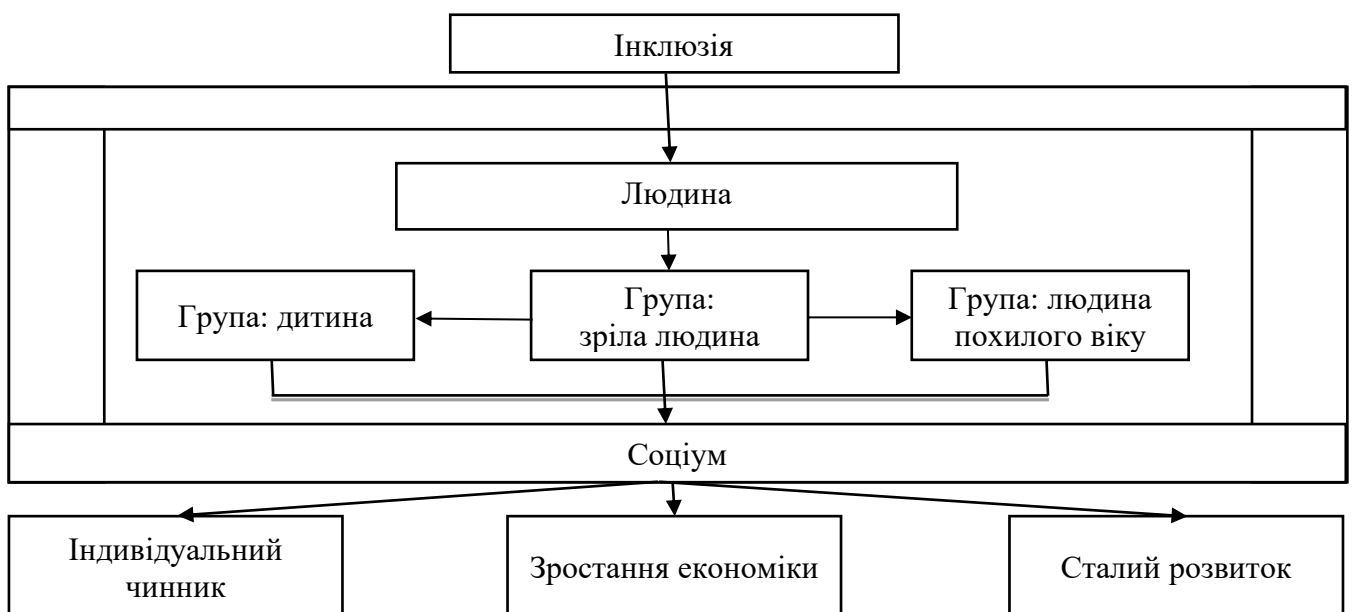 Інклюзія
Людина
Група: дитина
Група:
зріла людина
Група: людина
похилого віку
Соціум
Індивідуальний
чинник
Зростання економіки
Сталий розвиток